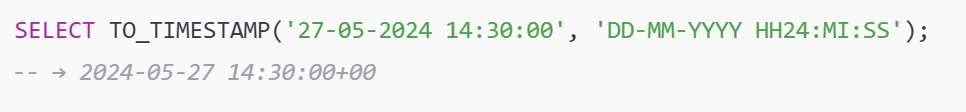 SELECT TO_TIMESTAMP('27-05-2024 14:30:00', 'DD-MM-YYYY HH24:MI:SS');
-- → 2024-05-27 14:30:00+00